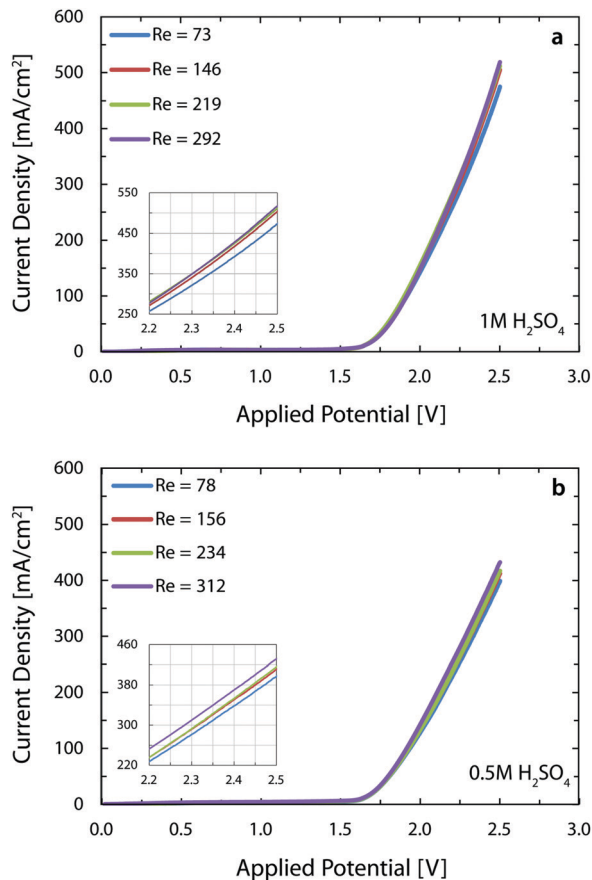 a
Re = 73
Re = 146
Re = 219
Re = 292
Current Density [mA/cm²]
600
500
400
300
200
100
0
550
450
350
250
2.2 2.3 2.4 2.5
1M H₂SO₄
0.0 0.5 1.0 1.5 2.0 2.5 3.0
Applied Potential [V]
b
Re = 78
Re = 156
Re = 234
Re = 312
Current Density [mA/cm²]
600
500
400
300
200
100
0
460
380
300
220
2.2 2.3 2.4 2.5
0.5M H₂SO₄
0.0 0.5 1.0 1.5 2.0 2.5 3.0
Applied Potential [V]